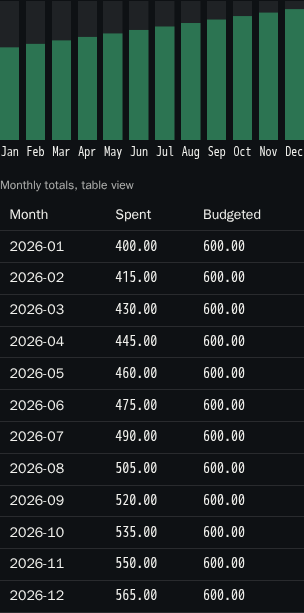 Jan Feb Mar Apr May Jun Jul Aug Sep Oct Nov Dec
Monthly totals, table view
Month Spent Budgeted
2026-01 400.00 600.00
2026-02 415.00 600.00
2026-03 430.00 600.00
2026-04 445.00 600.00
2026-05 460.00 600.00
2026-06 475.00 600.00
2026-07 490.00 600.00
2026-08 505.00 600.00
2026-09 520.00 600.00
2026-10 535.00 600.00
2026-11 550.00 600.00
2026-12 565.00 600.00